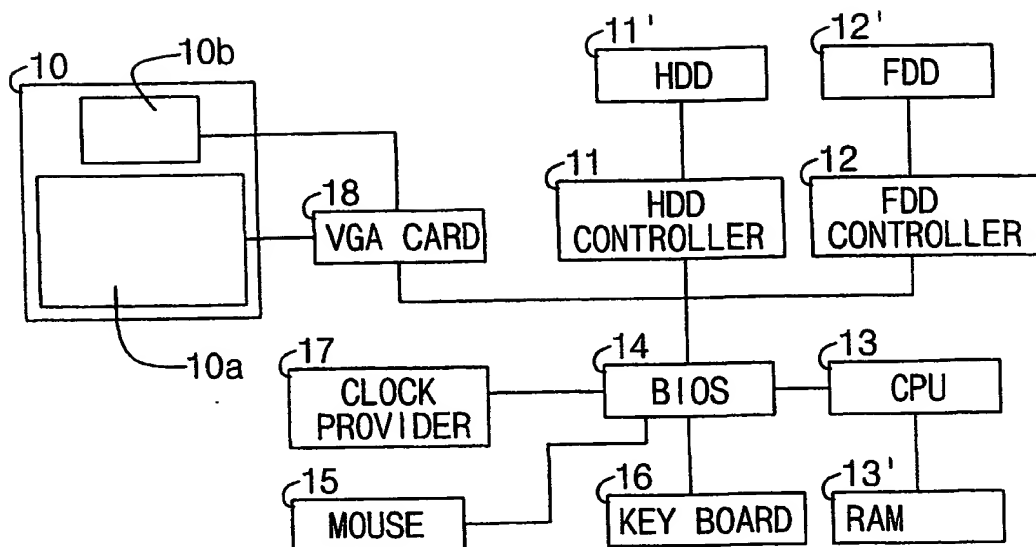 10
10b
11'
HDD
12'
FDD
18
VGA CARD
11
HDD
CONTROLLER
12
FDD
CONTROLLER
10a
17
CLOCK
PROVIDER
14
BIOS
13
CPU
15
MOUSE
16
KEY BOARD
13'
RAM